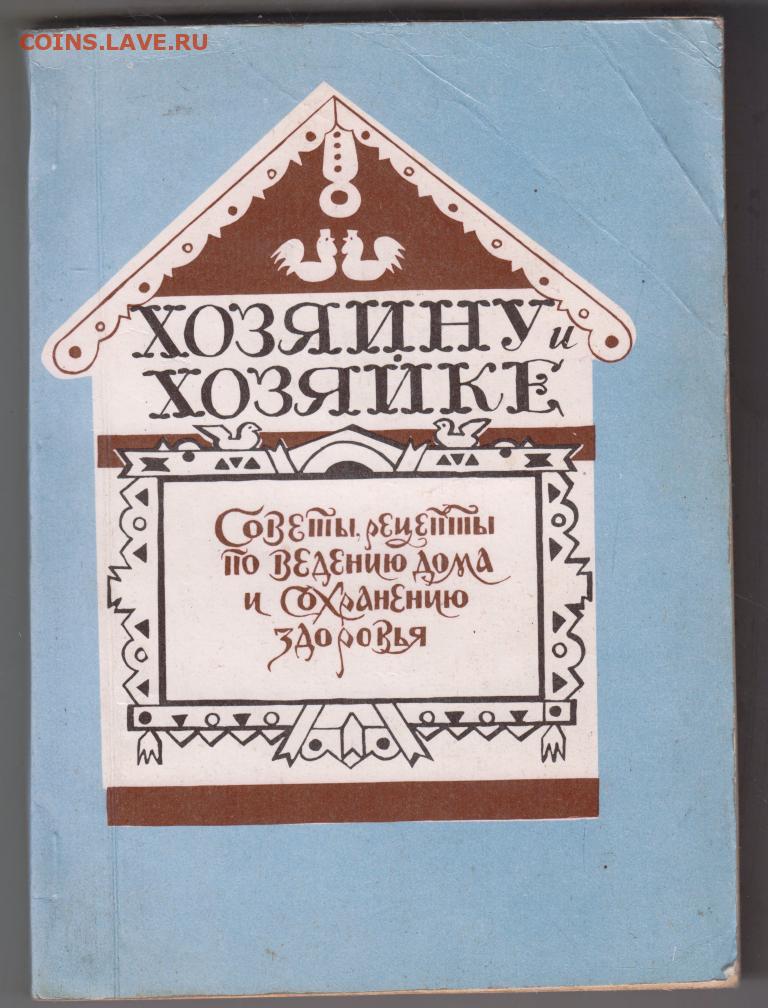 COINS.LAVE.RU
ХОЗЯИНУ и
ХОЗЯЙКЕ
Советы, рецепты
по ведению дома
и сохранению
здоровья